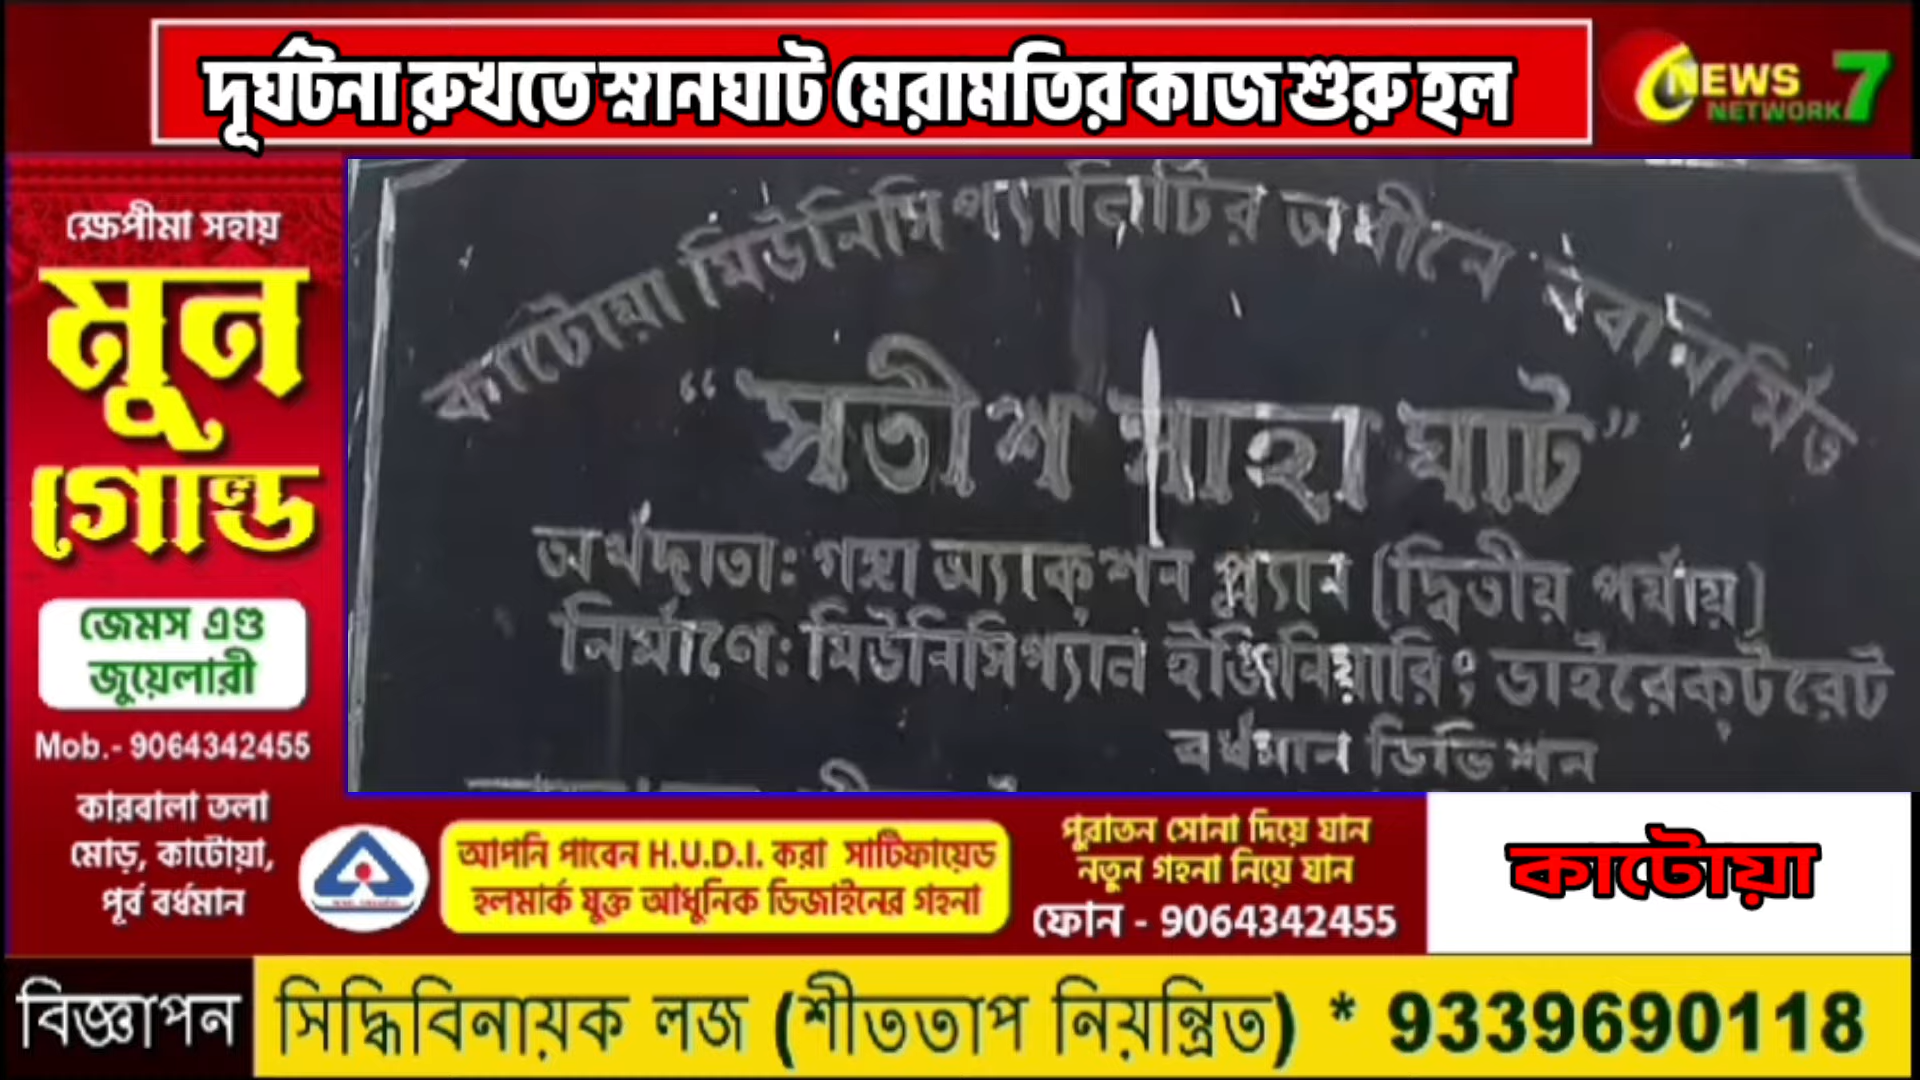 দূর্ঘটনা রুখতে স্নানঘাট মেরামতির কাজ শুরু হল
NEWS
NETWORK 7
ক্ষেপীমা সহায়
মুন
গোল্ড
জেমস এণ্ড
জুয়েলারী
Mob.- 9064342455
কারবালা তলা
মোড়, কাটোয়া,
পূর্ব বর্ধমান
কাটোয়া মিউনিসিপ্যালিটির অধীনে নবনির্মিত
“সতীশ সাহা ঘাট”
অর্থদাতা: গঙ্গা অ্যাকশন প্ল্যান (দ্বিতীয় পর্যায়)
নির্মাণে: মিউনিসিপ্যাল ইঞ্জিনিয়ারিং ডাইরেক্টরেট
বর্ধমান ডিভিশন
আপনি পাবেন H.U.D.I. করা সার্টিফায়েড
হলমার্ক যুক্ত আধুনিক ডিজাইনের গহনা
পুরাতন সোনা দিয়ে যান
নতুন গহনা নিয়ে যান
ফোন - 9064342455
কাটোয়া
বিজ্ঞাপন
সিদ্ধিবিনায়ক লজ (শীততাপ নিয়ন্ত্রিত) * 9339690118